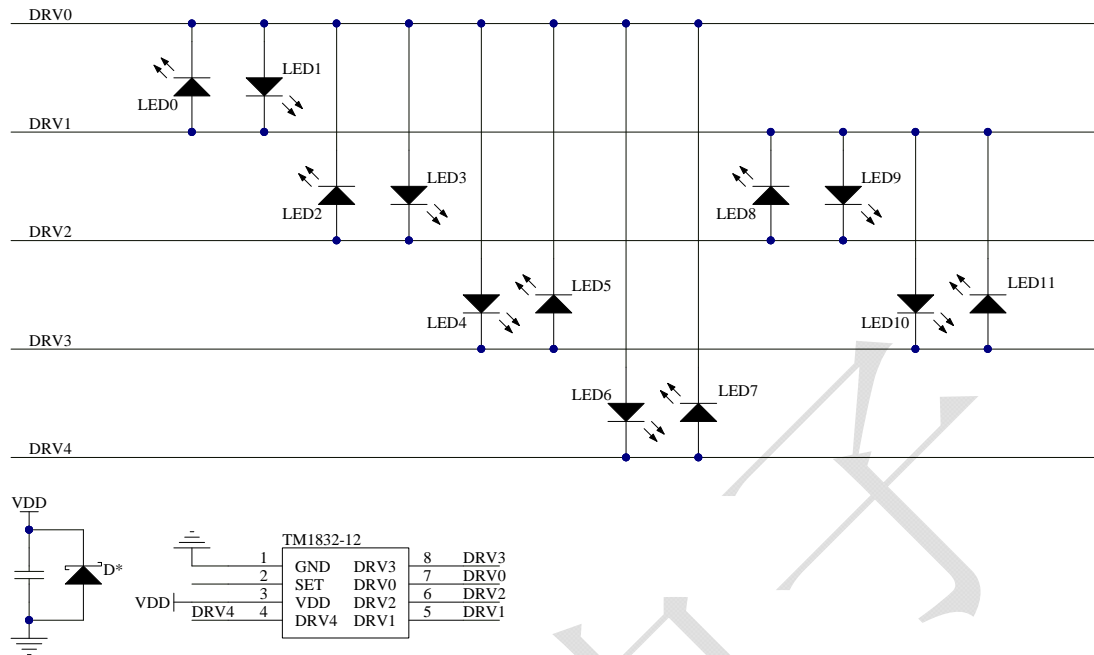 DRV0
LED0
LED1
DRV1
LED2
LED3
LED8
LED9
DRV2
LED4
LED5
LED10
LED11
DRV3
LED6
LED7
DRV4
VDD
D*
TM1832-12
1 GND DRV3 8 DRV3
2 SET DRV0 7 DRV0
VDD 3 VDD DRV2 6 DRV2
DRV4 4 DRV4 DRV1 5 DRV1